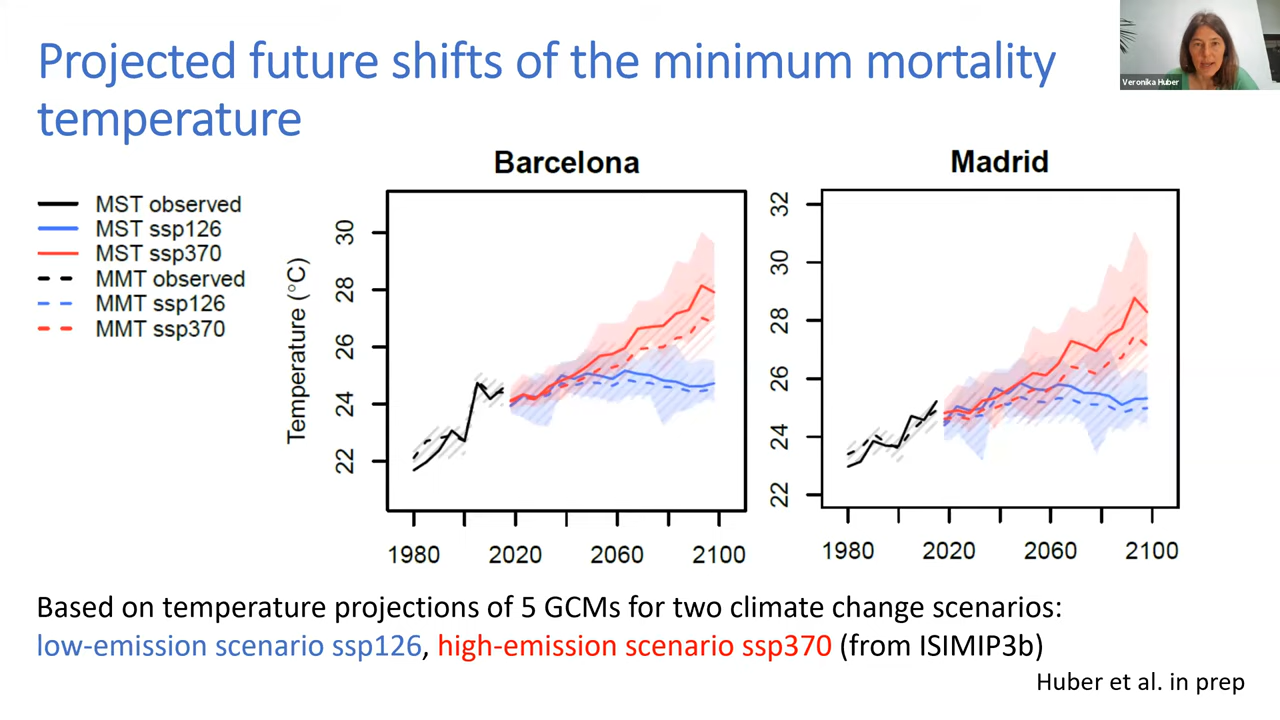 Projected future shifts of the minimum mortality
temperature
Veronika Huber
MST observed
MST ssp126
MST ssp370
MMT observed
MMT ssp126
MMT ssp370
Barcelona
Temperature (°C)
30
28
26
24
22
1980 2020 2060 2100
Madrid
32
30
28
26
24
22
1980 2020 2060 2100
Based on temperature projections of 5 GCMs for two climate change scenarios:
low-emission scenario ssp126, high-emission scenario ssp370 (from ISIMIP3b)
Huber et al. in prep